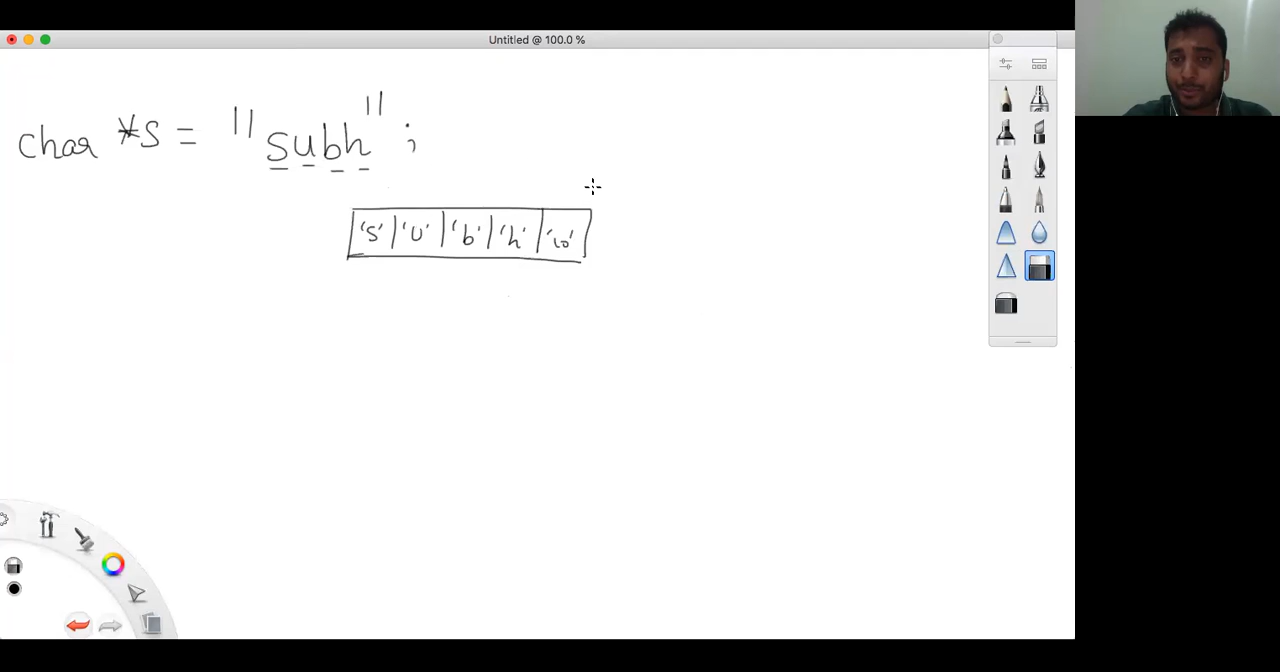 Untitled @ 100.0 %
char *s = "subh";
's' 'u' 'b' 'h' '\0'